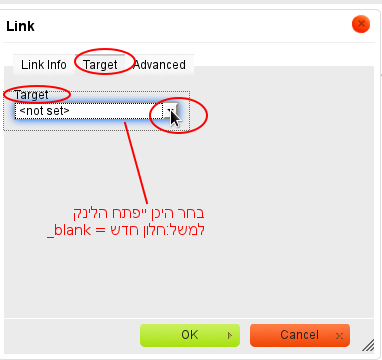 Link
Link Info Target Advanced
Target
<not set>
בחר היכן ייפתח הלינק
למשל:חלון חדש = blank_
OK Cancel